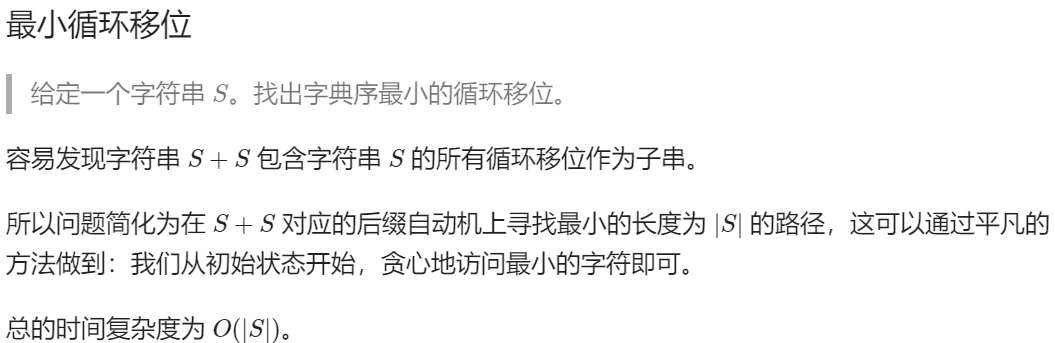 最小循环移位
给定一个字符串 S。找出字典序最小的循环移位。
容易发现字符串 S + S 包含字符串 S 的所有循环移位作为子串。
所以问题简化为在 S + S 对应的后缀自动机上寻找最小的长度为 |S| 的路径，这可以通过平凡的
方法做到：我们从初始状态开始，贪心地访问最小的字符即可。
总的时间复杂度为 O(|S|)。